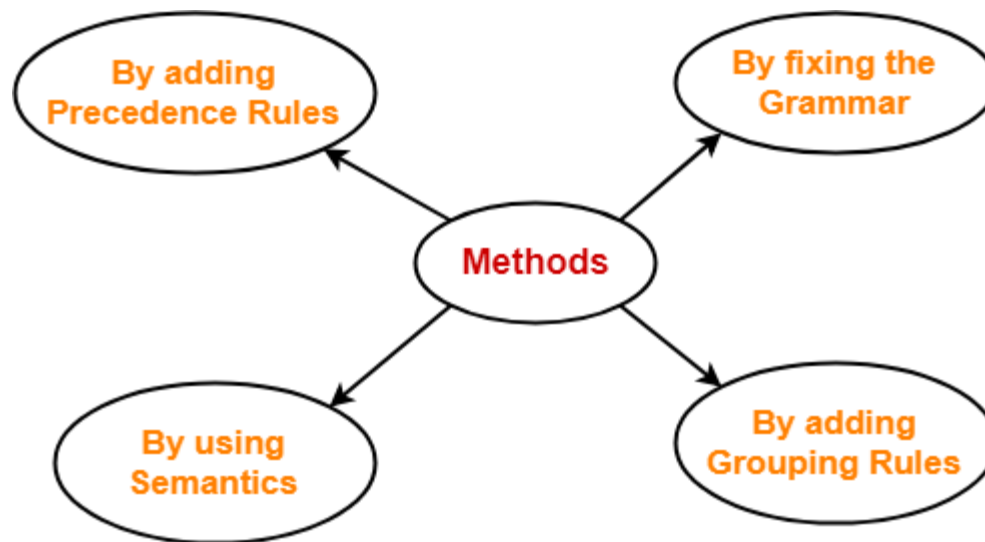 By adding
Precedence Rules
By fixing the
Grammar
Methods
By using
Semantics
By adding
Grouping Rules